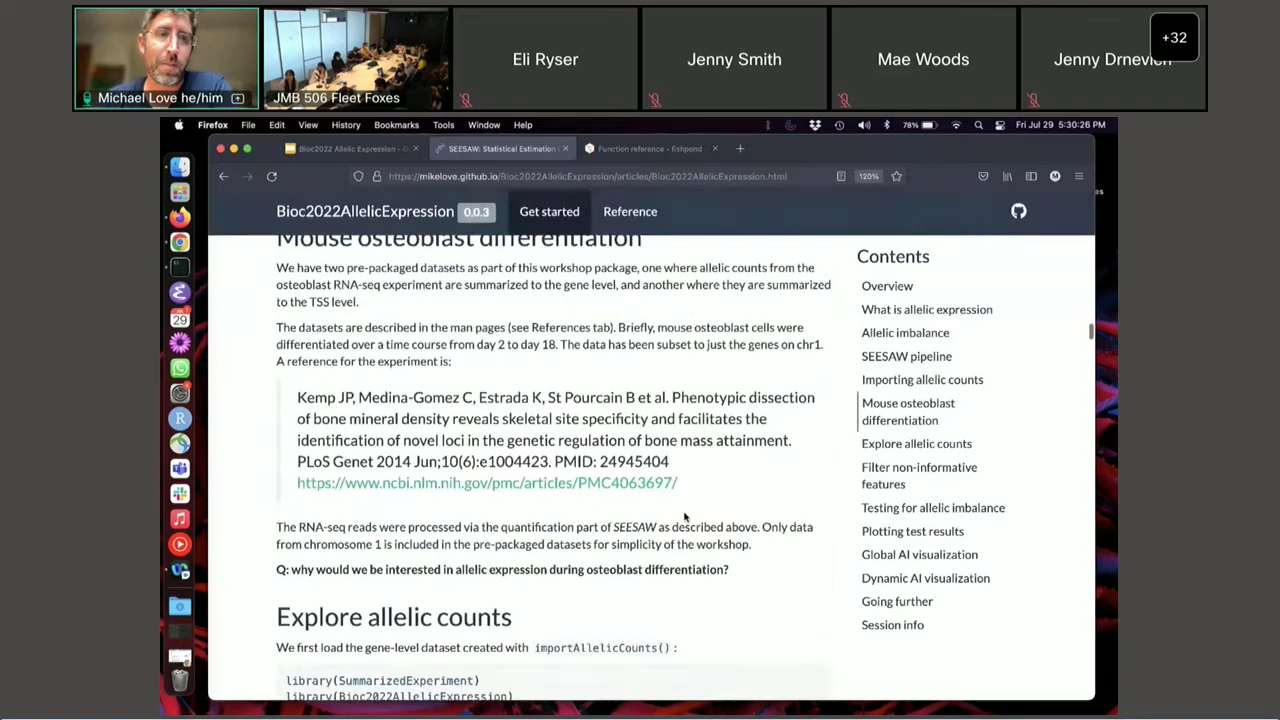 Michael Love he/him
JMB 506 Fleet Foxes
Eli Ryser
Jenny Smith
Mae Woods
Jenny Drnevich
+32
Firefox File Edit View History Bookmarks Tools Window Help
78% Fri Jul 29 5:30:26 PM
Bioc2022 Allelic Expression - G
SEESAW: Statistical Estimation
Function reference • fishpond
https://mikelove.github.io/Bioc2022AllelicExpression/articles/Bioc2022AllelicExpression.html
120%
Bioc2022AllelicExpression 0.0.3 Get started Reference
Mouse osteoblast differentiation
We have two pre-packaged datasets as part of this workshop package, one where allelic counts from the
osteoblast RNA-seq experiment are summarized to the gene level, and another where they are summarized
to the TSS level.
The datasets are described in the man pages (see References tab). Briefly, mouse osteoblast cells were
differentiated over a time course from day 2 to day 18. The data has been subset to just the genes on chr1.
A reference for the experiment is:
Kemp JP, Medina-Gomez C, Estrada K, St Pourcain B et al. Phenotypic dissection
of bone mineral density reveals skeletal site specificity and facilitates the
identification of novel loci in the genetic regulation of bone mass attainment.
PLoS Genet 2014 Jun;10(6):e1004423. PMID: 24945404
https://www.ncbi.nlm.nih.gov/pmc/articles/PMC4063697/
The RNA-seq reads were processed via the quantification part of SEESAW as described above. Only data
from chromosome 1 is included in the pre-packaged datasets for simplicity of the workshop.
Q: why would we be interested in allelic expression during osteoblast differentiation?
Explore allelic counts
We first load the gene-level dataset created with importAllelicCounts() :
library(SummarizedExperiment)
library(Bioc2022AllelicExpression)
Contents
Overview
What is allelic expression
Allelic imbalance
SEESAW pipeline
Importing allelic counts
Mouse osteoblast
differentiation
Explore allelic counts
Filter non-informative
features
Testing for allelic imbalance
Plotting test results
Global AI visualization
Dynamic AI visualization
Going further
Session info
29